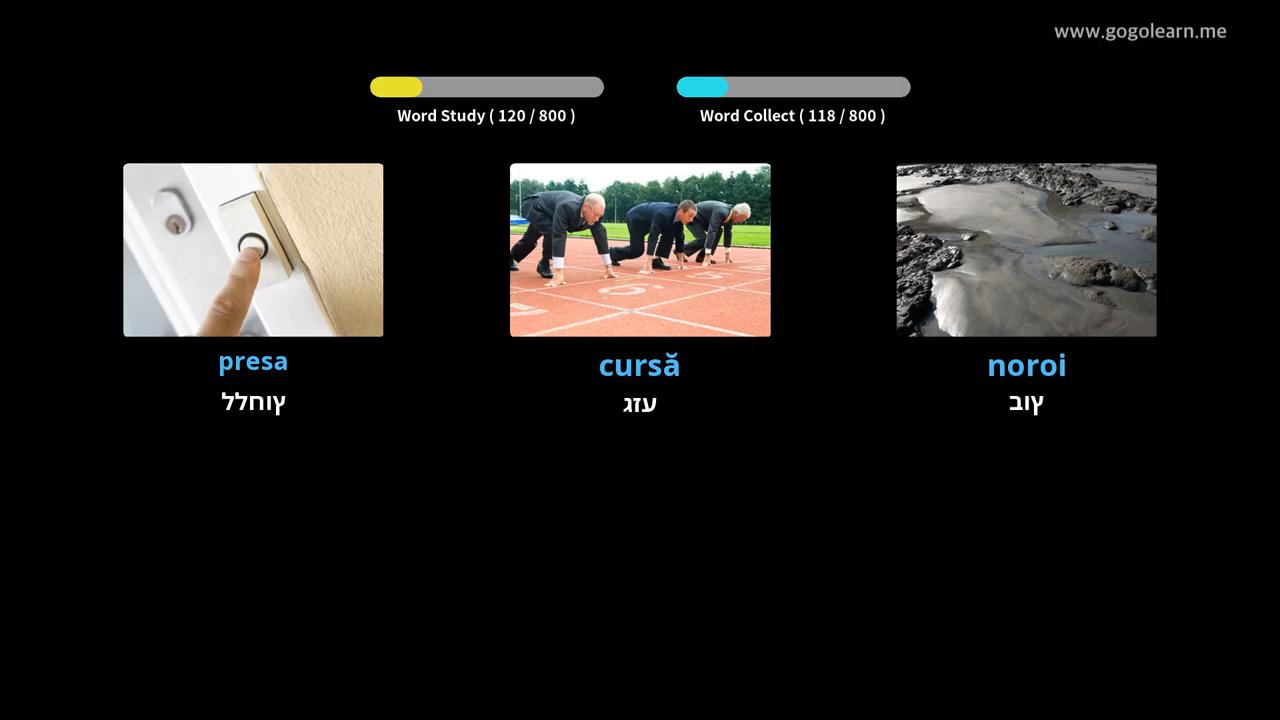 www.gogolearn.me
Word Study ( 120 / 800 )
Word Collect ( 118 / 800 )
presa
cursă
noroi
ץוחלל
עזג
ץוב